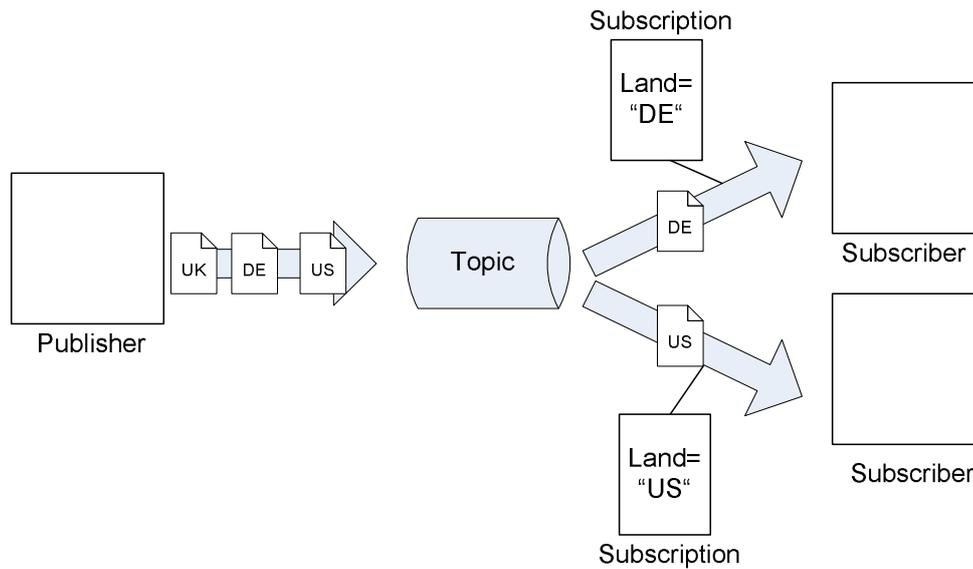 Subscription
Land=
“DE“
DE
Subscriber
UK
DE
US
Publisher
Topic
US
Land=
“US“
Subscription
Subscriber